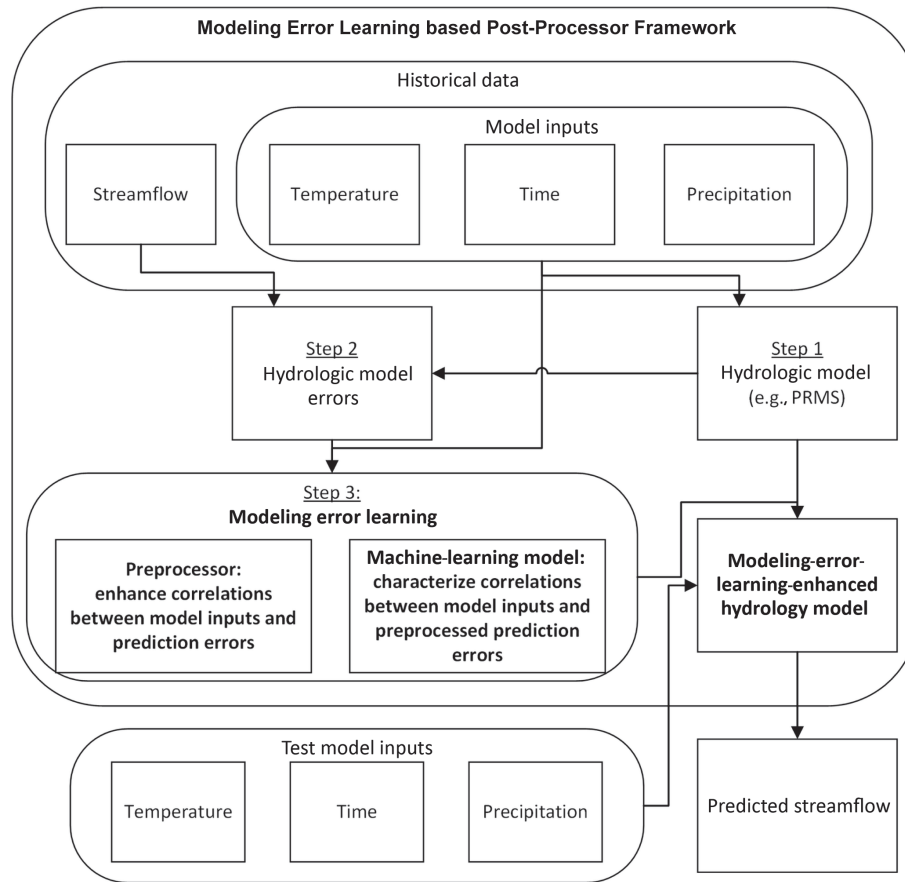 Modeling Error Learning based Post-Processor Framework
Historical data
Model inputs
Streamflow
Temperature
Time
Precipitation
Step 2
Hydrologic model
errors
Step 1
Hydrologic model
(e.g., PRMS)
Step 3:
Modeling error learning
Preprocessor:
enhance correlations
between model inputs and
prediction errors
Machine-learning model:
characterize correlations
between model inputs and
preprocessed prediction
errors
Modeling-error-
learning-enhanced
hydrology model
Test model inputs
Temperature
Time
Precipitation
Predicted streamflow